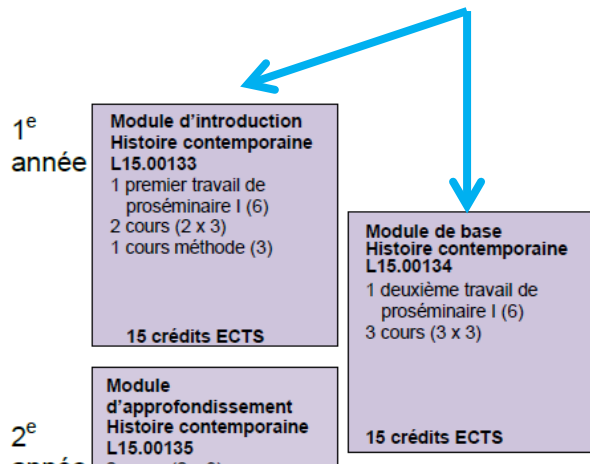 1e
année
Module d'introduction
Histoire contemporaine
L15.00133
1 premier travail de
proséminaire I (6)
2 cours (2 x 3)
1 cours méthode (3)
15 crédits ECTS
Module de base
Histoire contemporaine
L15.00134
1 deuxième travail de
proséminaire I (6)
3 cours (3 x 3)
15 crédits ECTS
2e
année
Module
d'approfondissement
Histoire contemporaine
L15.00135